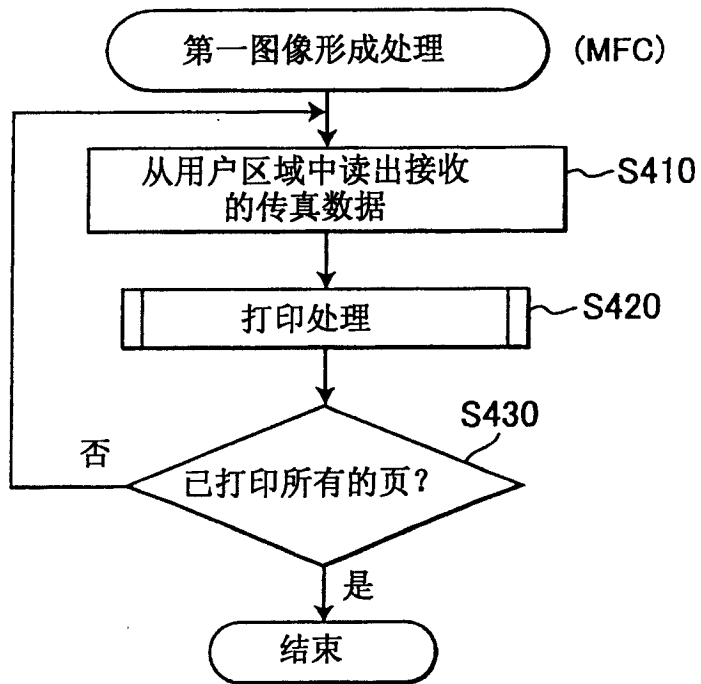 第一图像形成处理 (MFC)
从用户区域中读出接收
的传真数据
S410
打印处理
S420
S430
否
已打印所有的页?
是
结束